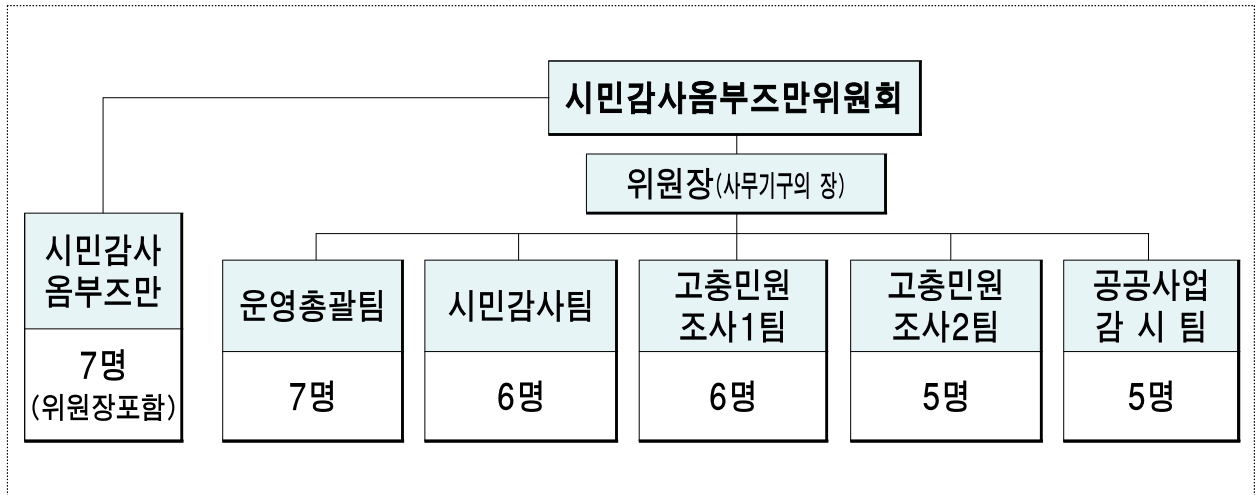 시민감사옴부즈만위원회
위원장(사무기구의 장)
시민감사
옴부즈만
7명
(위원장포함)
운영총괄팀
7명
시민감사팀
6명
고충민원
조사1팀
6명
고충민원
조사2팀
5명
공공사업
감 시 팀
5명